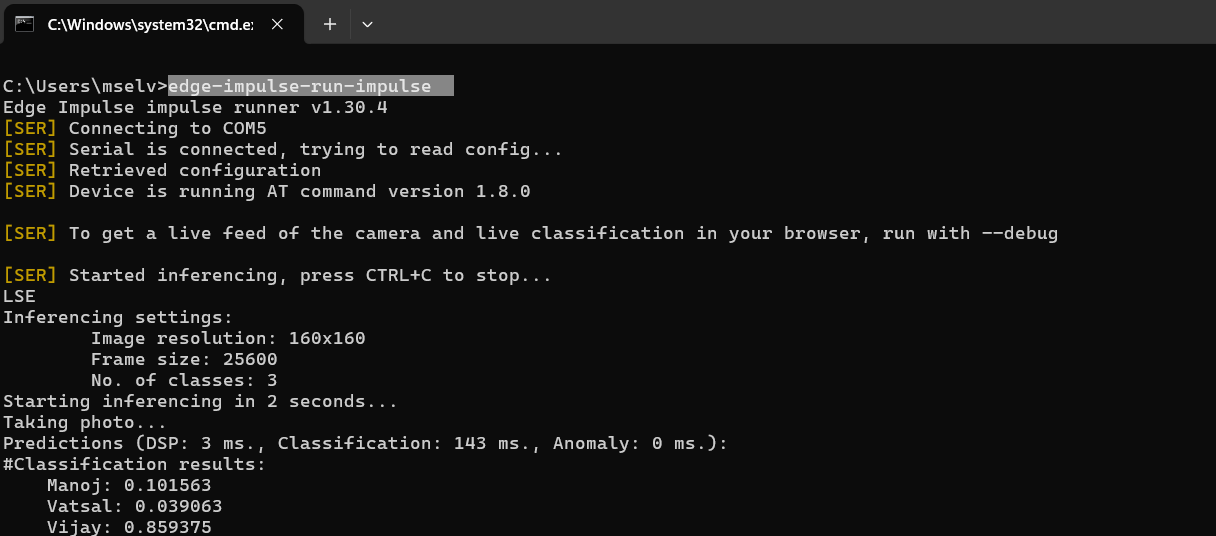 C:\Windows\system32\cmd.e
C:\Users\mselv>edge-impulse-run-impulse
Edge Impulse impulse runner v1.30.4
[SER] Connecting to COM5
[SER] Serial is connected, trying to read config...
[SER] Retrieved configuration
[SER] Device is running AT command version 1.8.0
[SER] To get a live feed of the camera and live classification in your browser, run with --debug
[SER] Started inferencing, press CTRL+C to stop...
LSE
Inferencing settings:
Image resolution: 160x160
Frame size: 25600
No. of classes: 3
Starting inferencing in 2 seconds...
Taking photo...
Predictions (DSP: 3 ms., Classification: 143 ms., Anomaly: 0 ms.):
#Classification results:
Manoj: 0.101563
Vatsal: 0.039063
Vijay: 0.859375